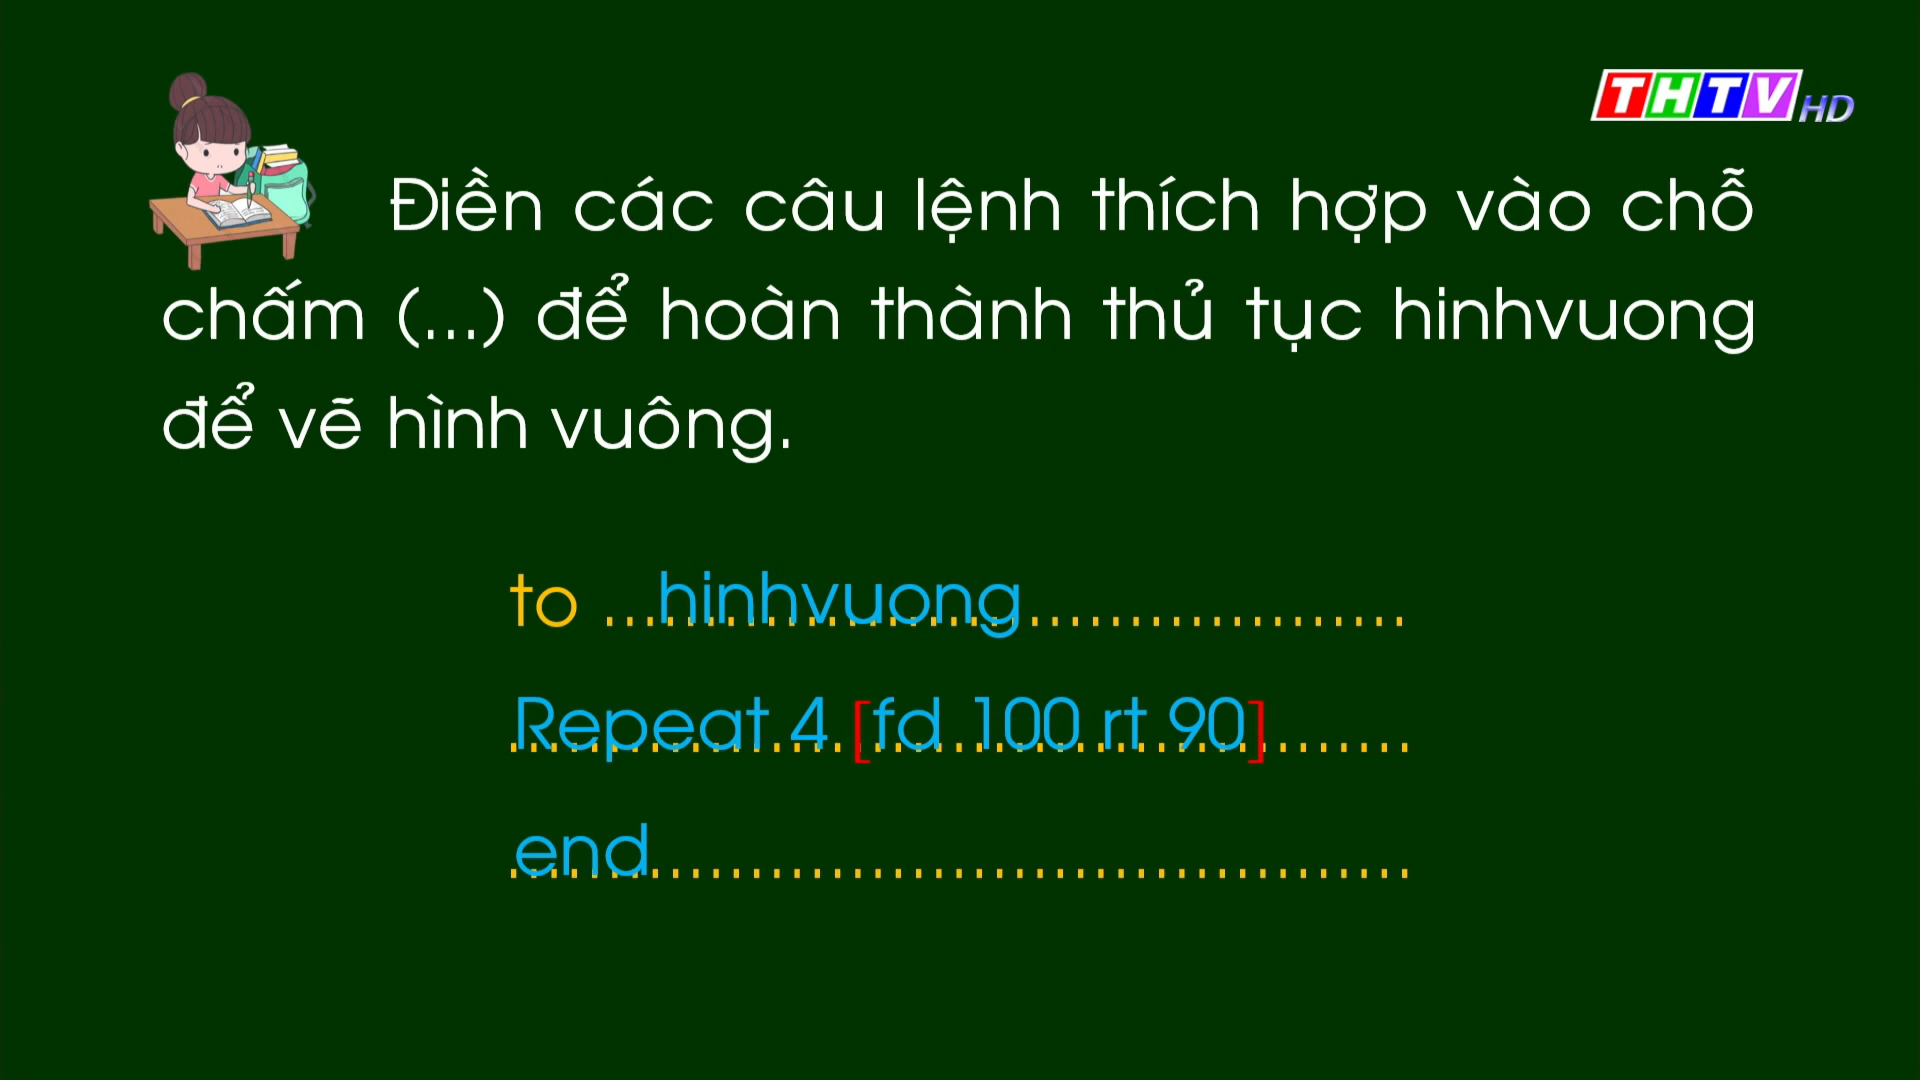 THTV HD
Điền các câu lệnh thích hợp vào chỗ
chấm (...) để hoàn thành thủ tục hinhvuong
để vẽ hình vuông.
to ...hinhvuong...................
Repeat 4 [fd 100 rt 90].......
end.....................................